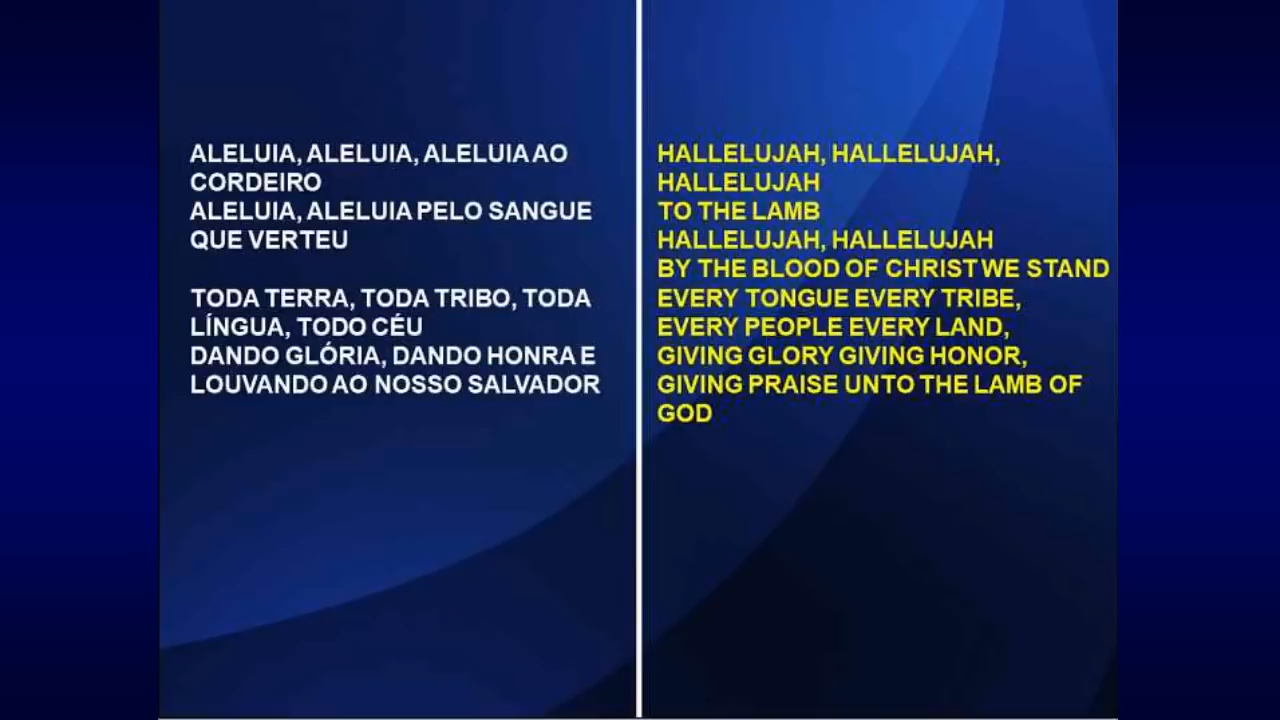 ALELUIA, ALELUIA, ALELUIA AO
CORDEIRO
ALELUIA, ALELUIA PELO SANGUE
QUE VERTEU
TODA TERRA, TODA TRIBO, TODA
LÍNGUA, TODO CÉU
DANDO GLÓRIA, DANDO HONRA E
LOUVANDO AO NOSSO SALVADOR
HALLELUJAH, HALLELUJAH,
HALLELUJAH
TO THE LAMB
HALLELUJAH, HALLELUJAH
BY THE BLOOD OF CHRIST WE STAND
EVERY TONGUE EVERY TRIBE,
EVERY PEOPLE EVERY LAND,
GIVING GLORY GIVING HONOR,
GIVING PRAISE UNTO THE LAMB OF
GOD